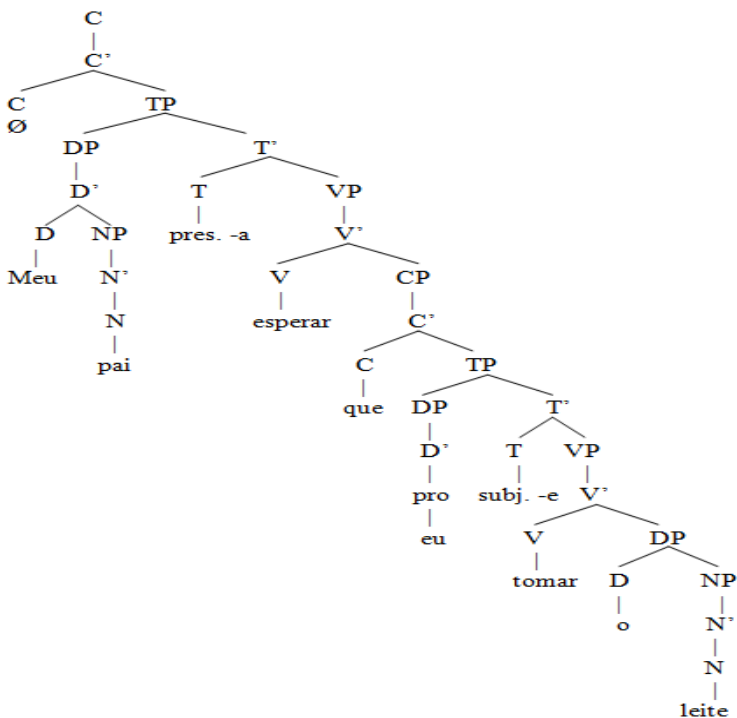 C
C’
C TP
Ø
DP T’
D’ T VP
D NP pres. -a V’
Meu N’ V CP
N esperar C’
pai C TP
que DP T’
D’ T VP
pro subj. -e V’
eu V DP
tomar D NP
o N’
N
leite